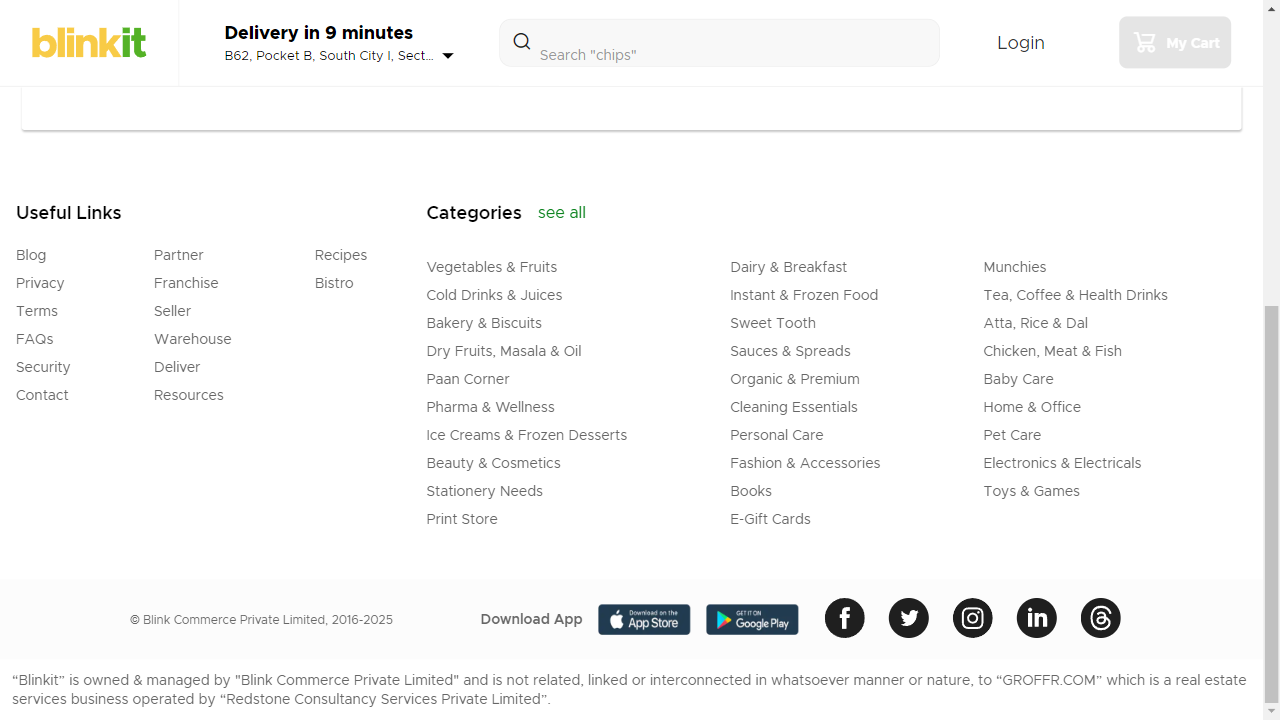 blinkit
Delivery in 9 minutes
B62, Pocket B, South City I, Sect...
Search "chips"
Login
My Cart
Useful Links
Blog
Privacy
Terms
FAQs
Security
Contact
Partner
Franchise
Seller
Warehouse
Deliver
Resources
Recipes
Bistro
Categories see all
Vegetables & Fruits
Cold Drinks & Juices
Bakery & Biscuits
Dry Fruits, Masala & Oil
Paan Corner
Pharma & Wellness
Ice Creams & Frozen Desserts
Beauty & Cosmetics
Stationery Needs
Print Store
Dairy & Breakfast
Instant & Frozen Food
Sweet Tooth
Sauces & Spreads
Organic & Premium
Cleaning Essentials
Personal Care
Fashion & Accessories
Books
E-Gift Cards
Munchies
Tea, Coffee & Health Drinks
Atta, Rice & Dal
Chicken, Meat & Fish
Baby Care
Home & Office
Pet Care
Electronics & Electricals
Toys & Games
© Blink Commerce Private Limited, 2016-2025
Download App
Download on the
App Store
GET IT ON
Google Play
“Blinkit” is owned & managed by "Blink Commerce Private Limited" and is not related, linked or interconnected in whatsoever manner or nature, to “GROFFR.COM” which is a real estate
services business operated by “Redstone Consultancy Services Private Limited”.